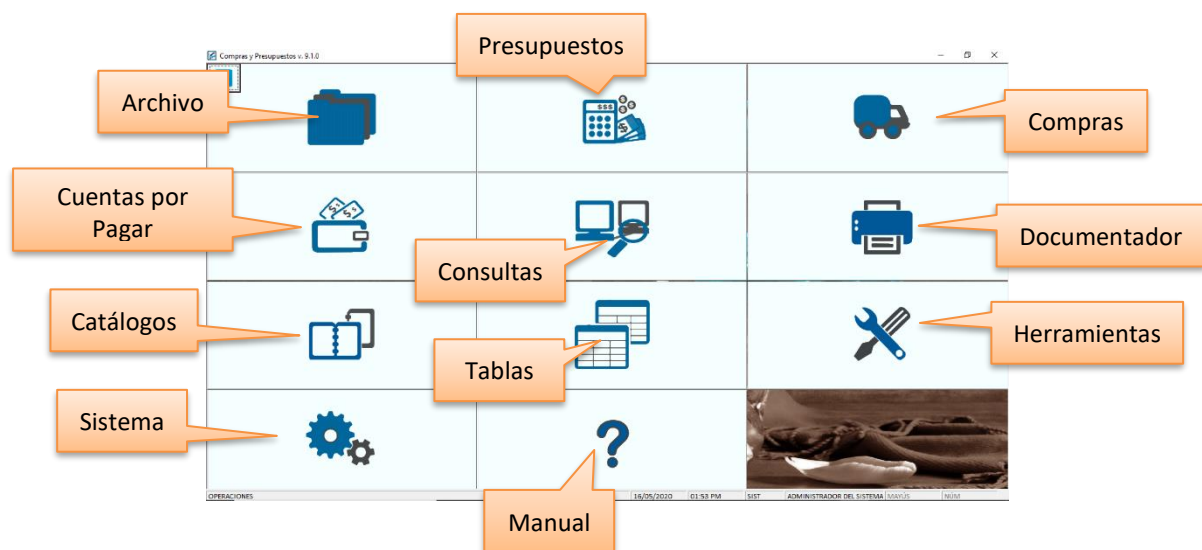 Presupuestos
Compras y Presupuestos v. 9.1.0
Archivo
$$$
Compras
Cuentas por
Pagar
Consultas
Documentador
Catálogos
Tablas
Herramientas
Sistema
Manual
OPERACIONES
16/05/2020
01:53 PM
SIST
ADMINISTRADOR DEL SISTEMA
MAYÚS
NÚM